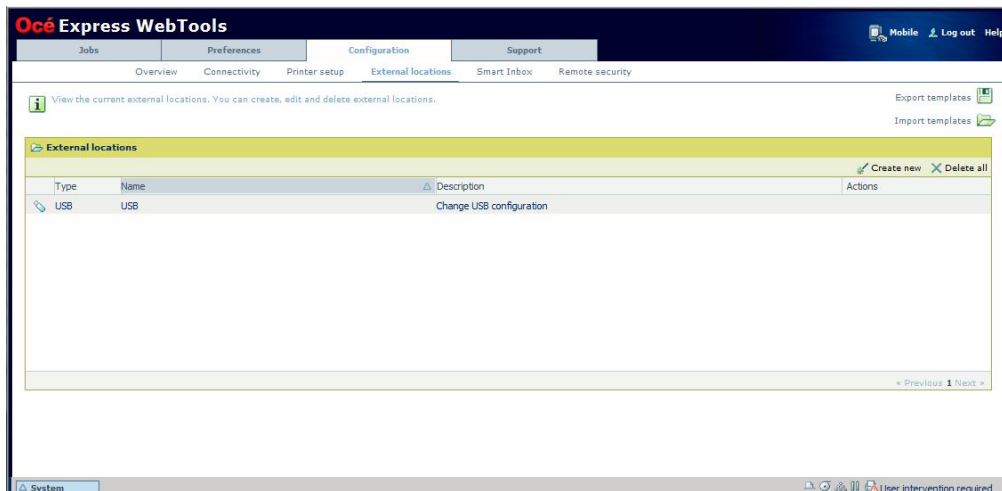 Océ Express WebTools
Mobile Log out Help
Jobs Preferences Configuration Support
Overview Connectivity Printer setup External locations Smart Inbox Remote security
View the current external locations. You can create, edit and delete external locations.
Export templates
Import templates
External locations
Create new Delete all
Type Name Description Actions
USB USB Change USB configuration
« Previous 1 Next »
System User intervention required